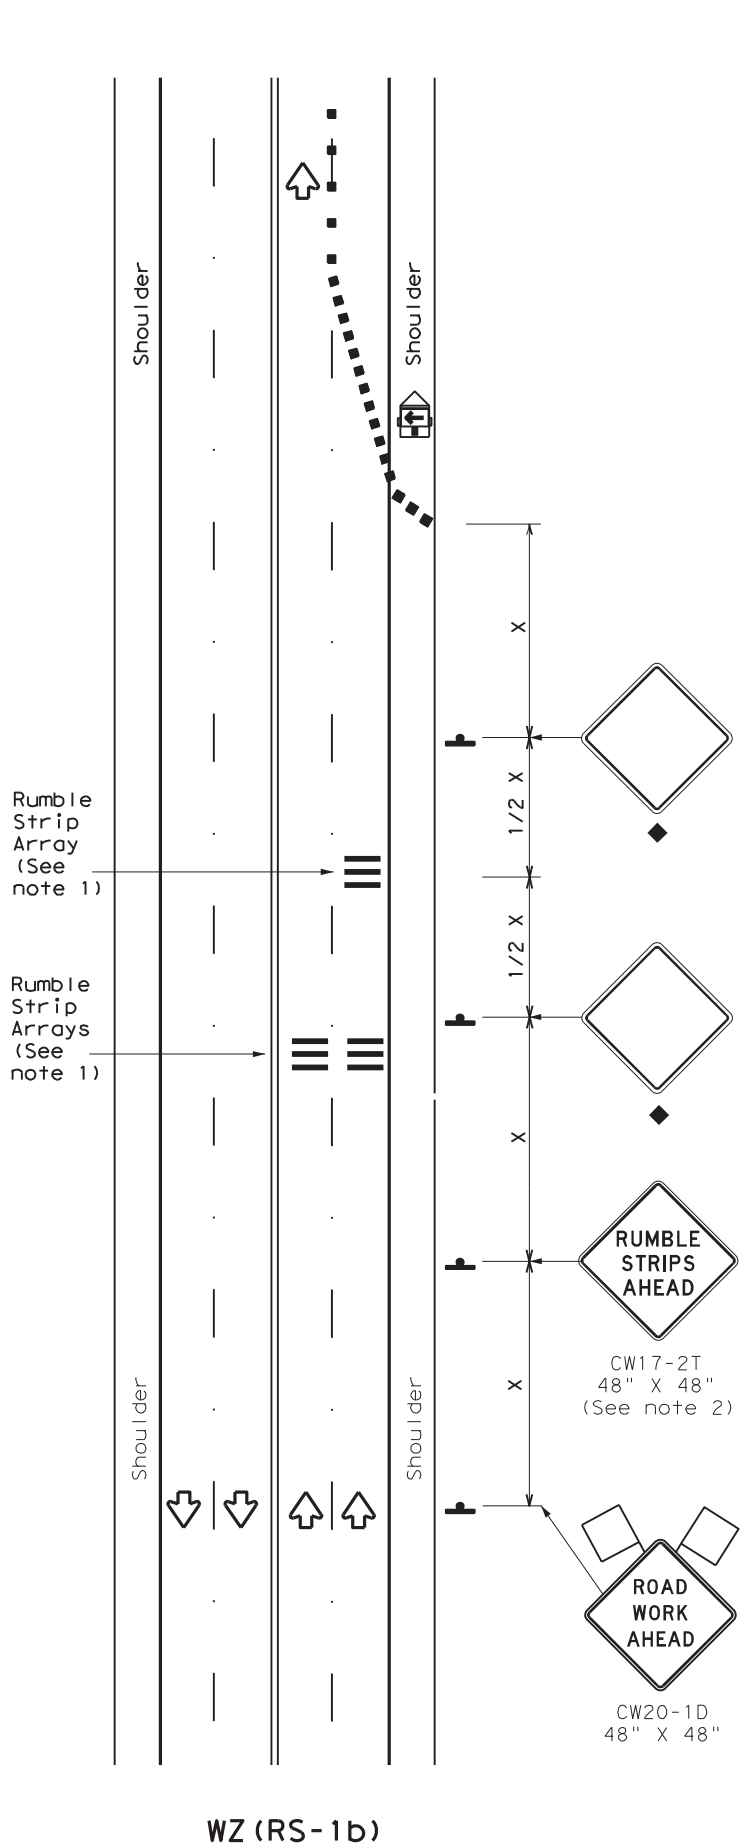 Shoulder
Shoulder
X
1/2 X
Rumble
Strip
Array
(See
note 1)
1/2 X
Rumble
Strip
Arrays
(See
note 1)
X
RUMBLE
STRIPS
AHEAD
CW17-2T
48" X 48"
(See note 2)
X
Shoulder
Shoulder
ROAD
WORK
AHEAD
CW20-1D
48" X 48"
WZ(RS-1b)